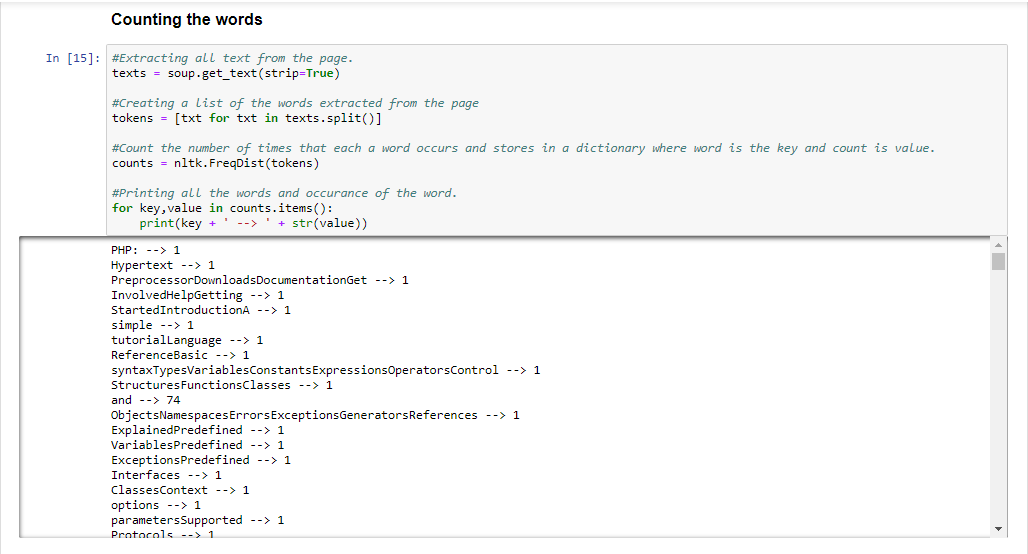 Counting the words
In [15]:
#Extracting all text from the page.
texts = soup.get_text(strip=True)
#Creating a list of the words extracted from the page
tokens = [txt for txt in texts.split()]
#Count the number of times that each a word occurs and stores in a dictionary where word is the key and count is value.
counts = nltk.FreqDist(tokens)
#Printing all the words and occurance of the word.
for key,value in counts.items():
    print(key + ' --> ' + str(value))
PHP: --> 1
Hypertext --> 1
PreprocessorDownloadsDocumentationGet --> 1
InvolvedHelpGetting --> 1
StartedIntroductionA --> 1
simple --> 1
tutorialLanguage --> 1
ReferenceBasic --> 1
syntaxTypesVariablesConstantsExpressionsOperatorsControl --> 1
StructuresFunctionsClasses --> 1
and --> 74
ObjectsNamespacesErrorsExceptionsGeneratorsReferences --> 1
ExplainedPredefined --> 1
VariablesPredefined --> 1
ExceptionsPredefined --> 1
Interfaces --> 1
ClassesContext --> 1
options --> 1
parametersSupported --> 1
Protocols --> 1